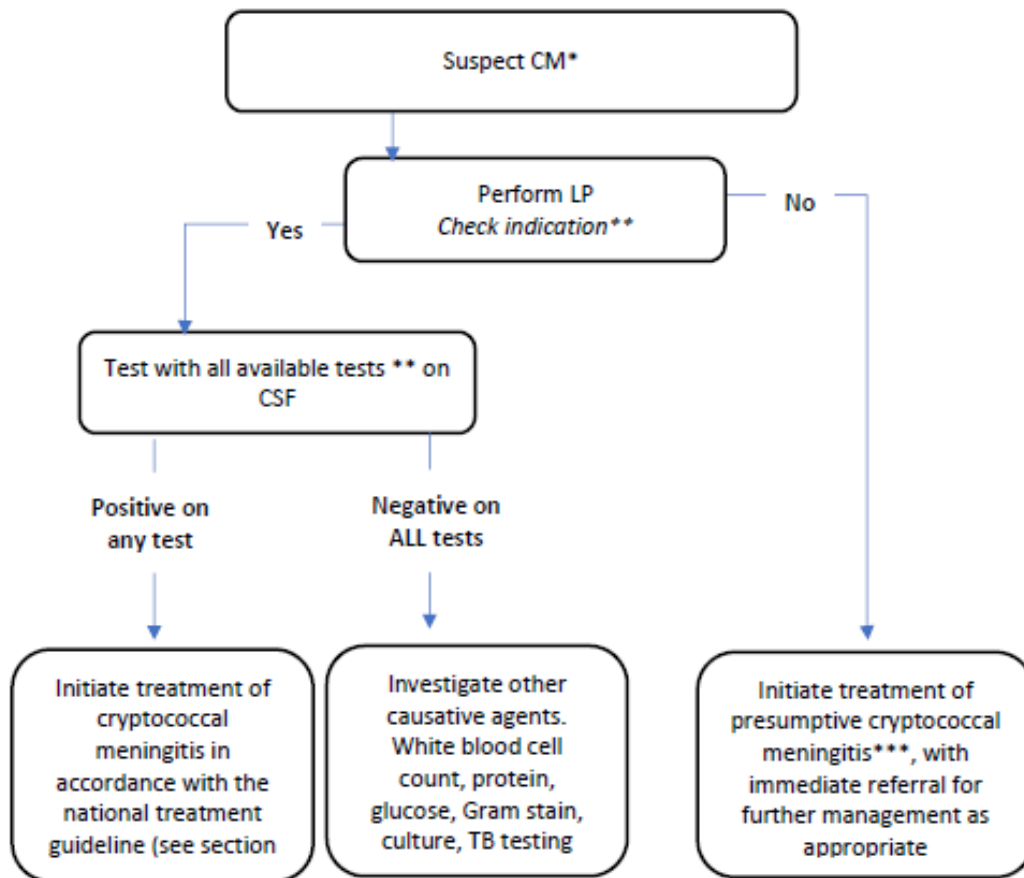 Suspect CM*
Perform LP
Check indication**
Yes
No
Test with all available tests ** on
CSF
Positive on
any test
Negative on
ALL tests
Initiate treatment of
cryptococcal
meningitis in
accordance with the
national treatment
guideline (see section
Investigate other
causative agents.
White blood cell
count, protein,
glucose, Gram stain,
culture, TB testing
Initiate treatment of
presumptive cryptococcal
meningitis***, with
immediate referral for
further management as
appropriate